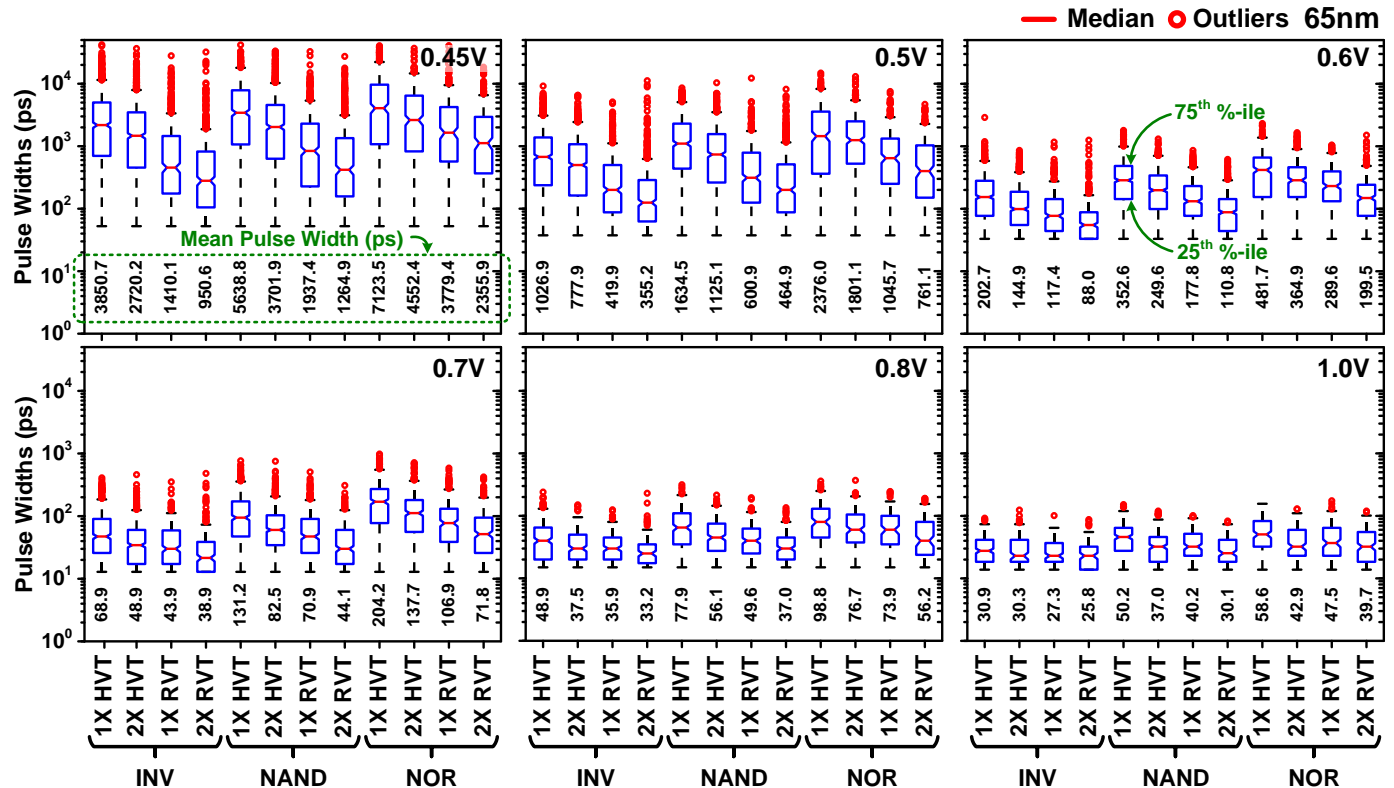 Median Outliers 65nm
Pulse Widths (ps)
10⁴
10³
10²
10¹
10⁰
0.45V
Mean Pulse Width (ps)
3850.7
2720.2
1410.1
950.6
5638.8
3701.9
1937.4
1264.9
7123.5
4552.4
3779.4
2355.9
0.5V
1026.9
777.9
419.9
355.2
1634.5
1125.1
600.9
464.9
2376.0
1801.1
1045.7
761.1
0.6V
75th %-ile
25th %-ile
202.7
144.9
117.4
88.0
352.6
249.6
177.8
110.8
481.7
364.9
289.6
199.5
Pulse Widths (ps)
10⁴
10³
10²
10¹
10⁰
0.7V
68.9
48.9
43.9
38.9
131.2
82.5
70.9
44.1
204.2
137.7
106.9
71.8
0.8V
48.9
37.5
35.9
33.2
77.9
56.1
49.6
37.0
98.8
76.7
73.9
56.2
1.0V
30.9
30.3
27.3
25.8
50.2
37.0
40.2
30.1
58.6
42.9
47.5
39.7
1X HVT
2X HVT
1X RVT
2X RVT
1X HVT
2X HVT
1X RVT
2X RVT
1X HVT
2X HVT
1X RVT
2X RVT
INV NAND NOR
1X HVT
2X HVT
1X RVT
2X RVT
1X HVT
2X HVT
1X RVT
2X RVT
1X HVT
2X HVT
1X RVT
2X RVT
INV NAND NOR
1X HVT
2X HVT
1X RVT
2X RVT
1X HVT
2X HVT
1X RVT
2X RVT
1X HVT
2X HVT
1X RVT
2X RVT
INV NAND NOR